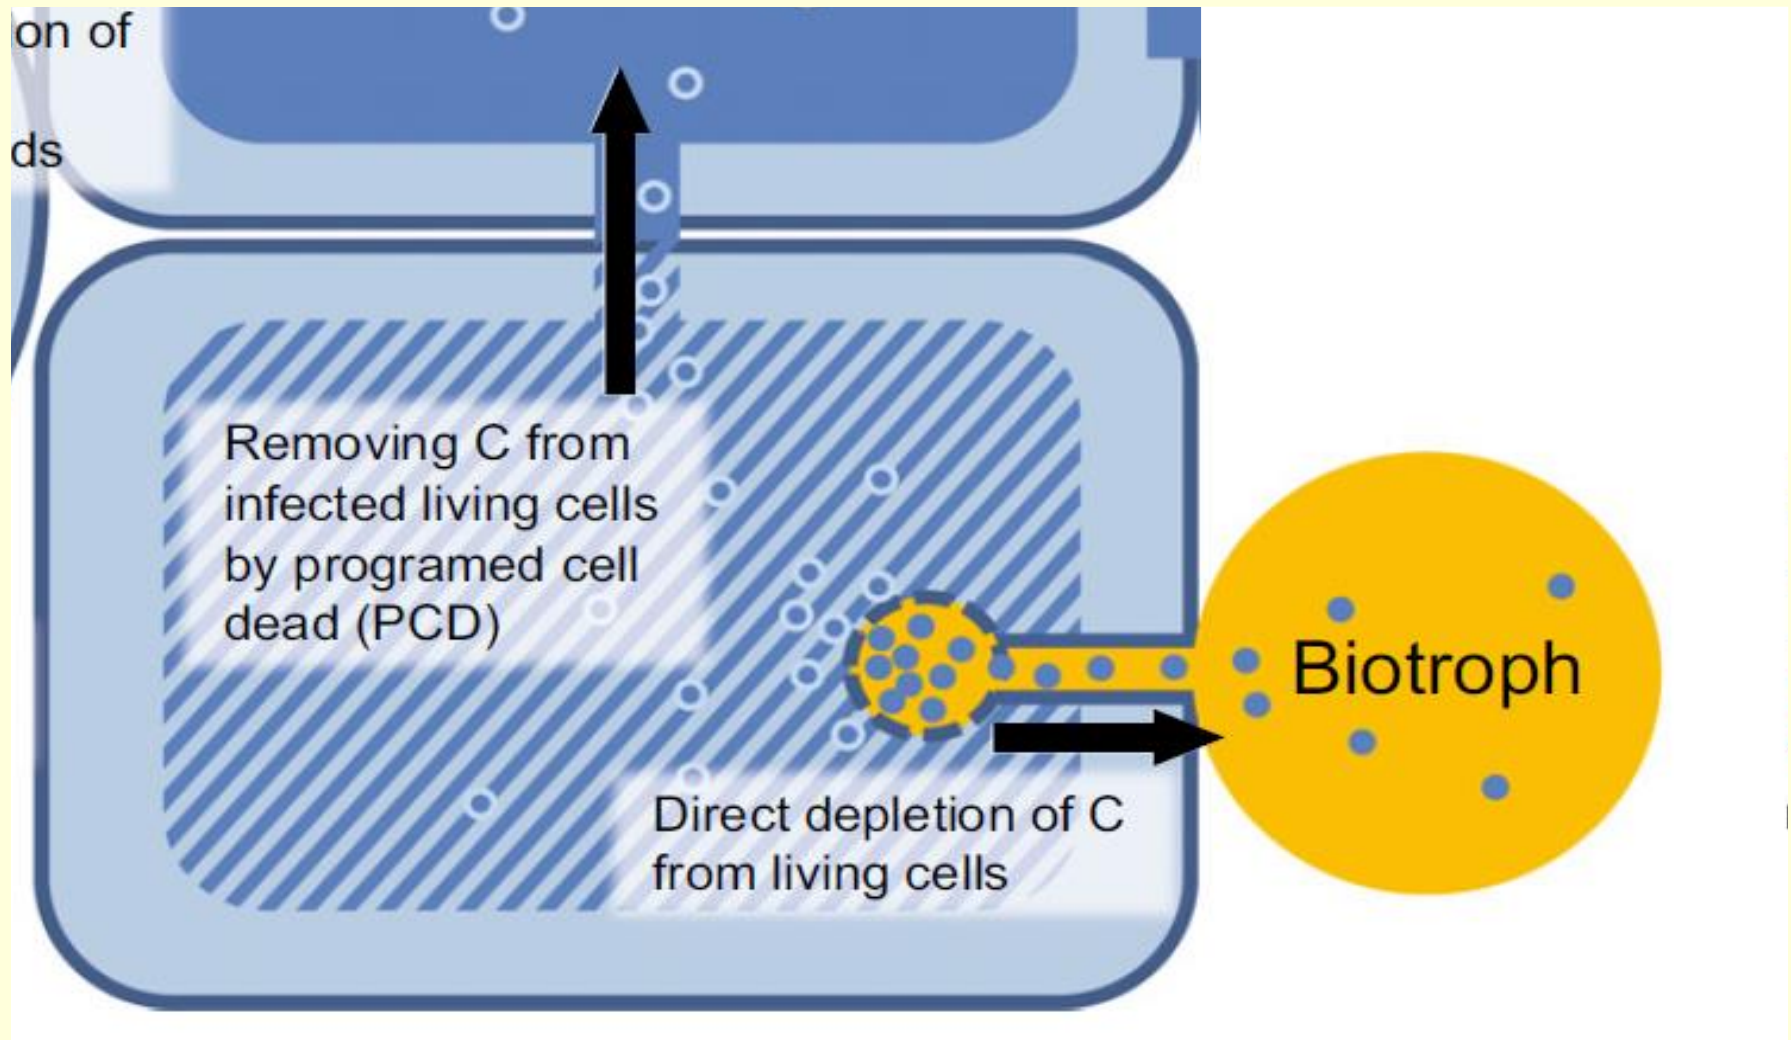 on of
ds
Removing C from
infected living cells
by programed cell
dead (PCD)
Biotroph
Direct depletion of C
from living cells